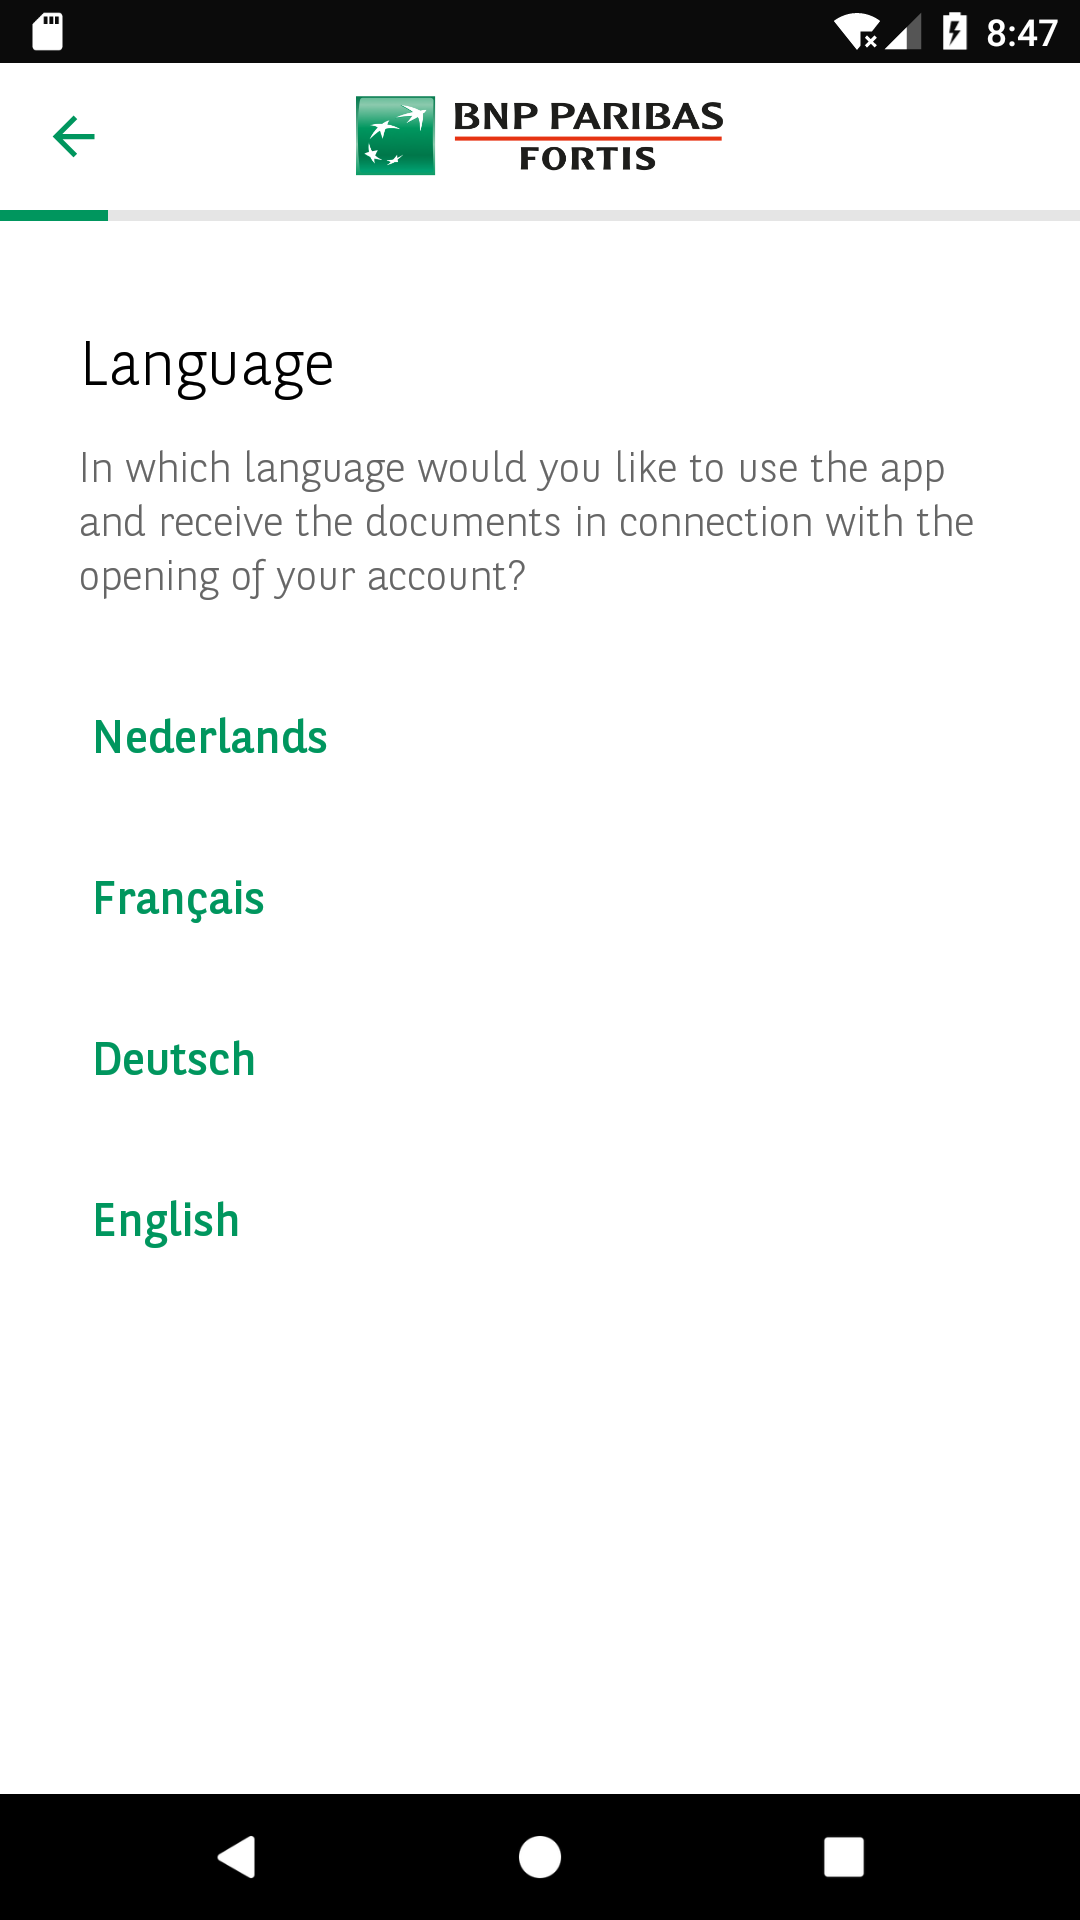 8:47
BNP PARIBAS
FORTIS
Language
In which language would you like to use the app
and receive the documents in connection with the
opening of your account?
Nederlands
Français
Deutsch
English